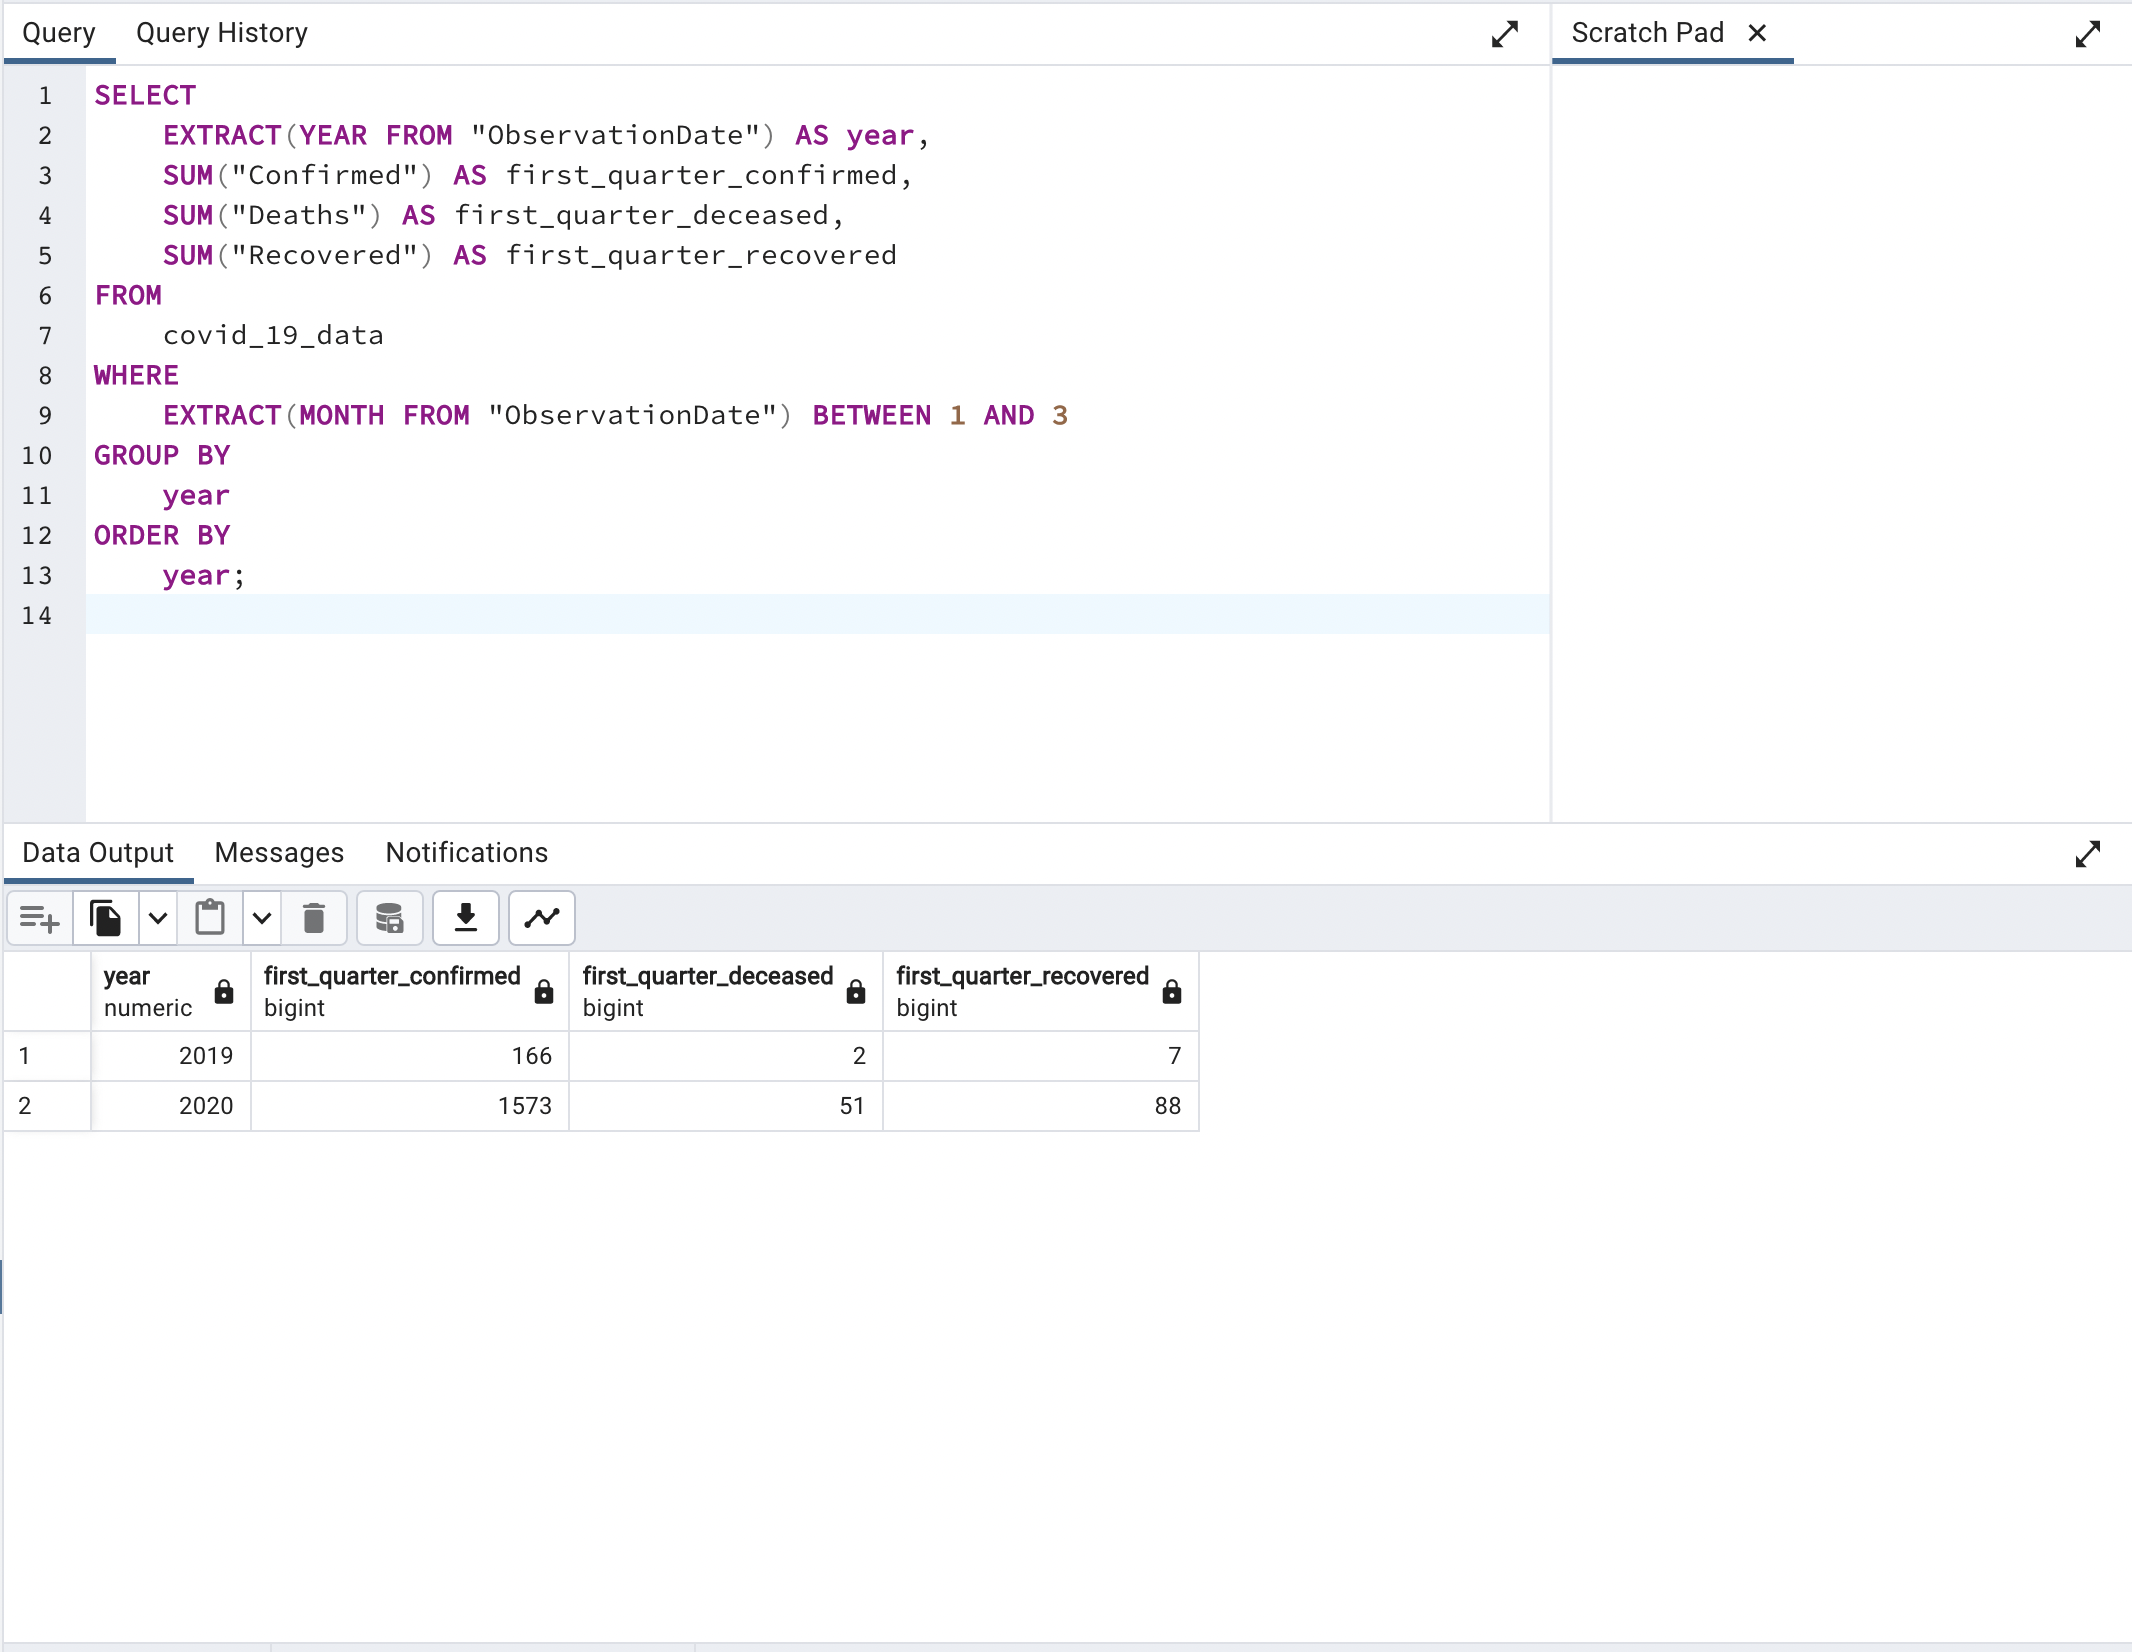 Query Query History Scratch Pad
1 SELECT
2 EXTRACT(YEAR FROM "ObservationDate") AS year,
3 SUM("Confirmed") AS first_quarter_confirmed,
4 SUM("Deaths") AS first_quarter_deceased,
5 SUM("Recovered") AS first_quarter_recovered
6 FROM
7 covid_19_data
8 WHERE
9 EXTRACT(MONTH FROM "ObservationDate") BETWEEN 1 AND 3
10 GROUP BY
11 year
12 ORDER BY
13 year;
14
Data Output Messages Notifications
year first_quarter_confirmed first_quarter_deceased first_quarter_recovered
numeric bigint bigint bigint
1 2019 166 2 7
2 2020 1573 51 88